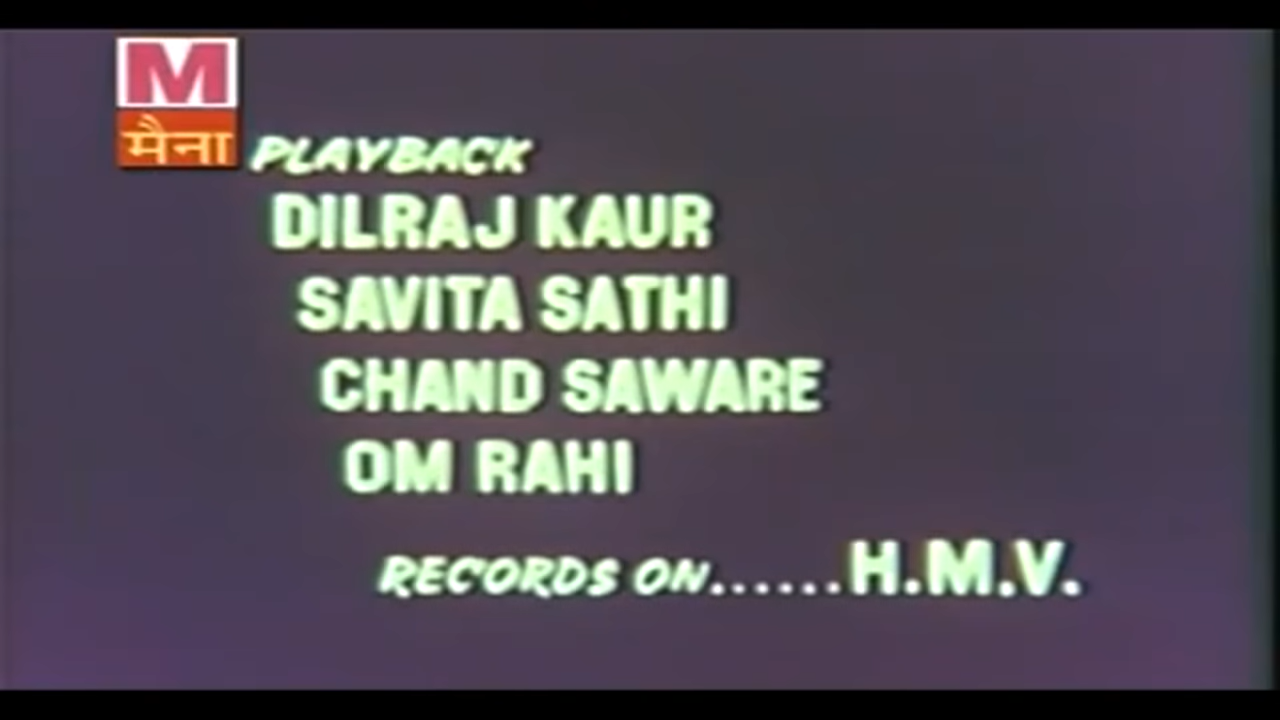 M
मैना
PLAYBACK
DILRAJ KAUR
SAVITA SATHI
CHAND SAWARE
OM RAHI
RECORDS ON......H.M.V.